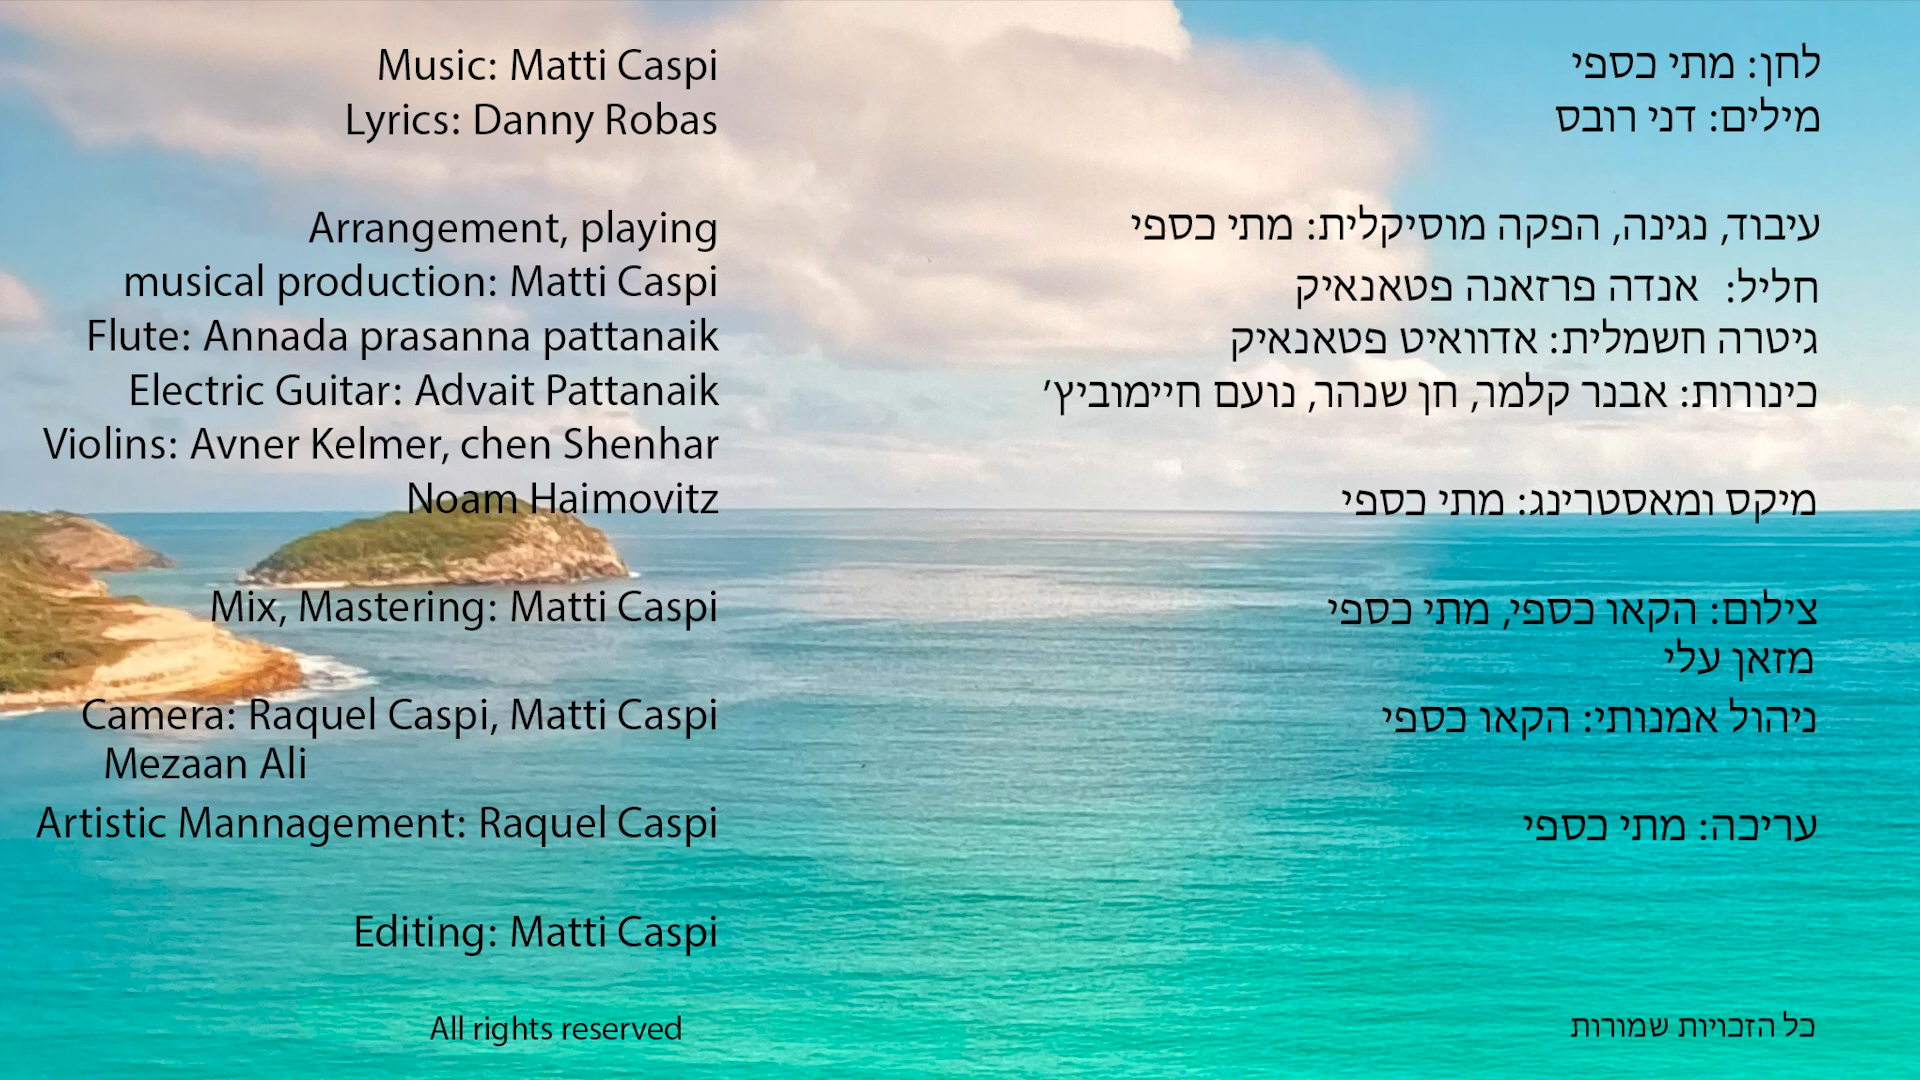 Music: Matti Caspi
Lyrics: Danny Robas
Arrangement, playing
musical production: Matti Caspi
Flute: Annada prasanna pattanaik
Electric Guitar: Advait Pattanaik
Violins: Avner Kelmer, chen Shenhar
Noam Haimovitz
Mix, Mastering: Matti Caspi
Camera: Raquel Caspi, Matti Caspi
Mezaan Ali
Artistic Mannagement: Raquel Caspi
Editing: Matti Caspi
All rights reserved
לחן: מתי כספי
מילים: דני רובס
עיבוד, נגינה, הפקה מוסיקלית: מתי כספי
חליל: אנדה פרזאנה פטאנאיק
גיטרה חשמלית: אדוואיט פטאנאיק
כינורות: אבנר קלמר, חן שנהר, נועם חיימוביץ'
מיקס ומאסטרינג: מתי כספי
צילום: הקאו כספי, מתי כספי
מזאן עלי
ניהול אמנותי: הקאו כספי
עריכה: מתי כספי
כל הזכויות שמורות